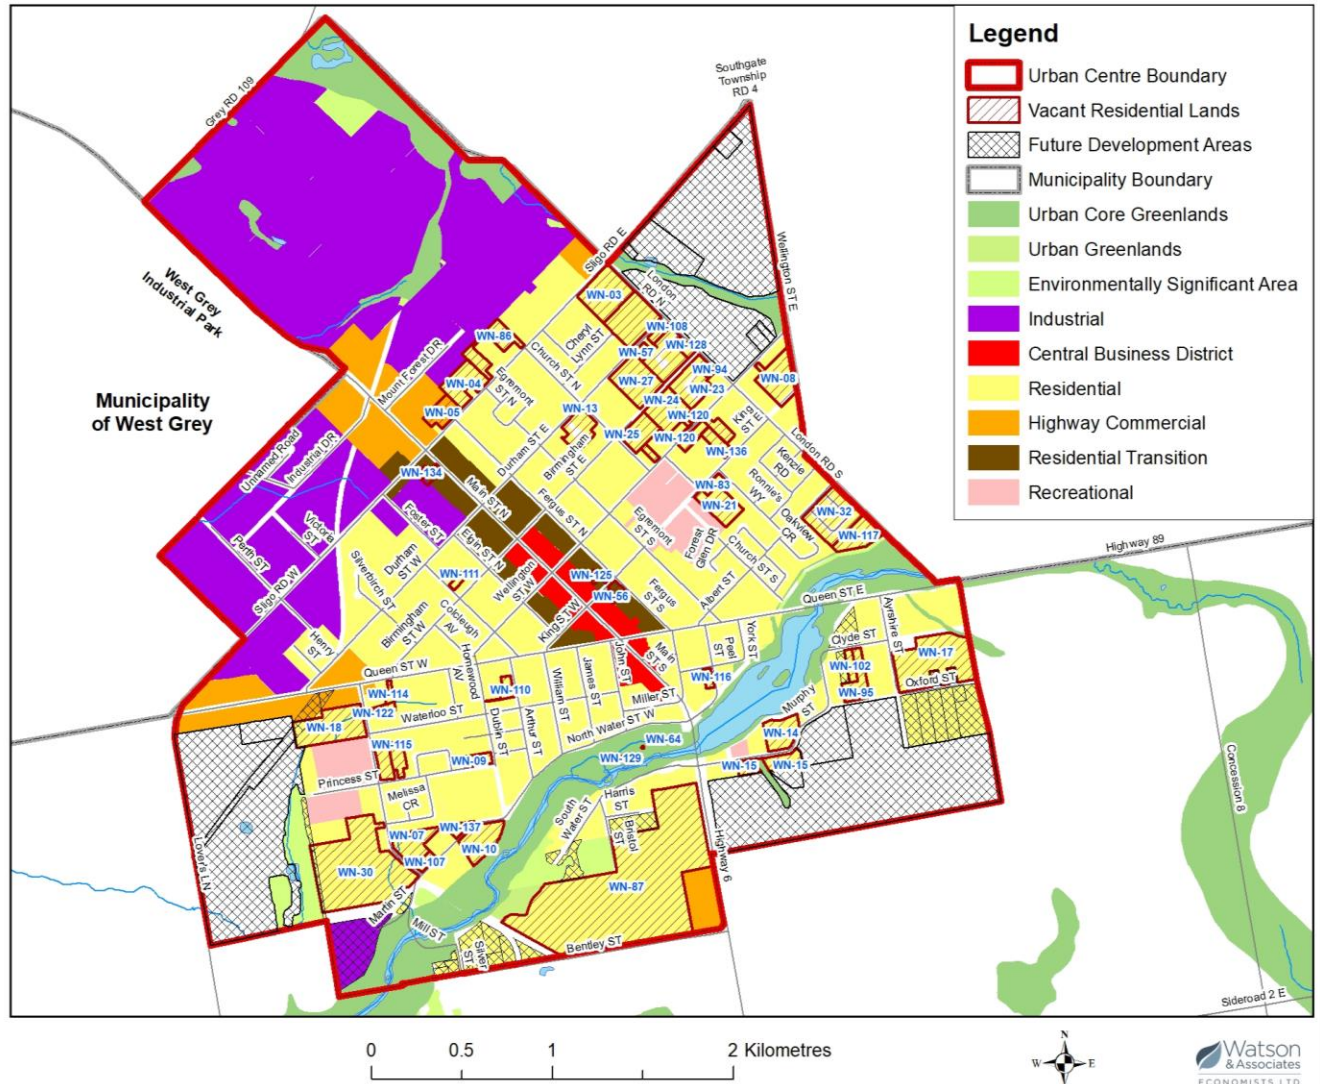 Legend
Urban Centre Boundary
Vacant Residential Lands
Future Development Areas
Municipality Boundary
Urban Core Greenlands
Urban Greenlands
Environmentally Significant Area
Industrial
Central Business District
Residential
Highway Commercial
Residential Transition
Recreational
Southgate
Township
RD 4
Grey RD 109
Sligo RD E
Wellington ST E
London
RD N
West Grey
Industrial Park
Municipality
of West Grey
WN-03
WN-108
WN-86
Cheryl
Lynn ST
WN-128
WN-57
Church ST N
Mount Forest DR
WN-94
WN-08
WN-04
WN-27
WN-23
Egremont
ST N
WN-24
WN-05
WN-13
WN-120
King
ST E
WN-25
WN-120
Unnamed Road
Industrial DR
Durham ST E
Birmingham
ST E
WN-136
London RD S
Kenzie
RD
WN-134
Main ST N
WN-83
Ronnie's
WY
WN-21
Fergus ST N
Foster ST
Victoria
ST
Egremont
ST S
Oakview
CR
WN-32
WN-117
Perth ST
Elgin ST N
Forest
Glen DR
Church ST S
Highway 89
Durham
ST W
Silverbirch ST
Sligo RD W
WN-111
Wellington
ST W
WN-125
WN-56
Fergus
ST S
Albert ST
Queen ST E
Birmingham
ST W
Colcleugh
AV
King ST W
Henry
ST
Main
ST S
Peel
ST
York ST
Ayrshire ST
Clyde ST
Queen ST W
Homewood
AV
John ST
WN-17
WN-102
WN-114
WN-110
William ST
James ST
WN-116
WN-95
Oxford ST
WN-122
Waterloo ST
Miller ST
Murphy
ST
WN-18
Dublin ST
Arthur ST
North Water ST W
WN-64
WN-14
WN-115
WN-09
WN-129
WN-15
WN-15
Princess ST
Melissa
CR
Harris
ST
South
Water ST
Bristol
ST
Highway 6
Concession 8
WN-137
WN-07
WN-10
WN-107
Lover's LN
WN-30
WN-87
Martin ST
Mill ST
Silver
ST
Bentley ST
Sideroad 2 E
0 0.5 1 2 Kilometres
N
W E
S
Watson
& Associates
ECONOMISTS LTD